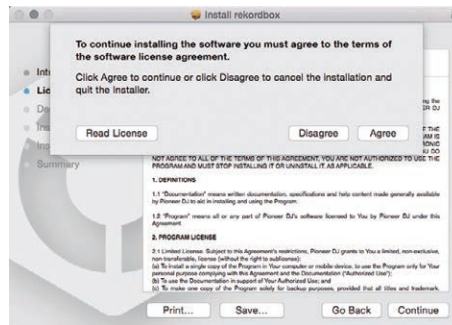 Install rekordbox
To continue installing the software you must agree to the terms of
the software license agreement.
Click Agree to continue or click Disagree to cancel the installation and
quit the Installer.
Read License
Disagree
Agree
Summary
NOT AGREE TO ALL OF THE TERMS OF THIS AGREEMENT, YOU ARE NOT AUTHORIZED TO USE THE
PROGRAM AND MUST STOP INSTALLING IT OR UNINSTALL IT AS APPLICABLE.
1. DEFINITIONS
1.1 "Documentation" means written documentation, specifications and help content made generally available
by Pioneer DJ to aid in installing and using the Program.
1.2 "Program" means all or any part of Pioneer DJ's software licensed to You by Pioneer DJ under this
Agreement.
2. PROGRAM LICENSE
2.1 Limited License. Subject to this Agreement's restrictions, Pioneer DJ grants to You a limited, non-exclusive,
non-transferable, license (without the right to sublicense):
(a) To install a single copy of the Program in Your computer or mobile device, to use the Program only for Your
personal purpose complying with this Agreement and the Documentation ("Authorized Use");
(b) To use the Documentation in support of Your Authorized Use; and
(c) To make one copy of the Program solely for backup purposes, provided that all titles and trademark,
Print...
Save...
Go Back
Continue